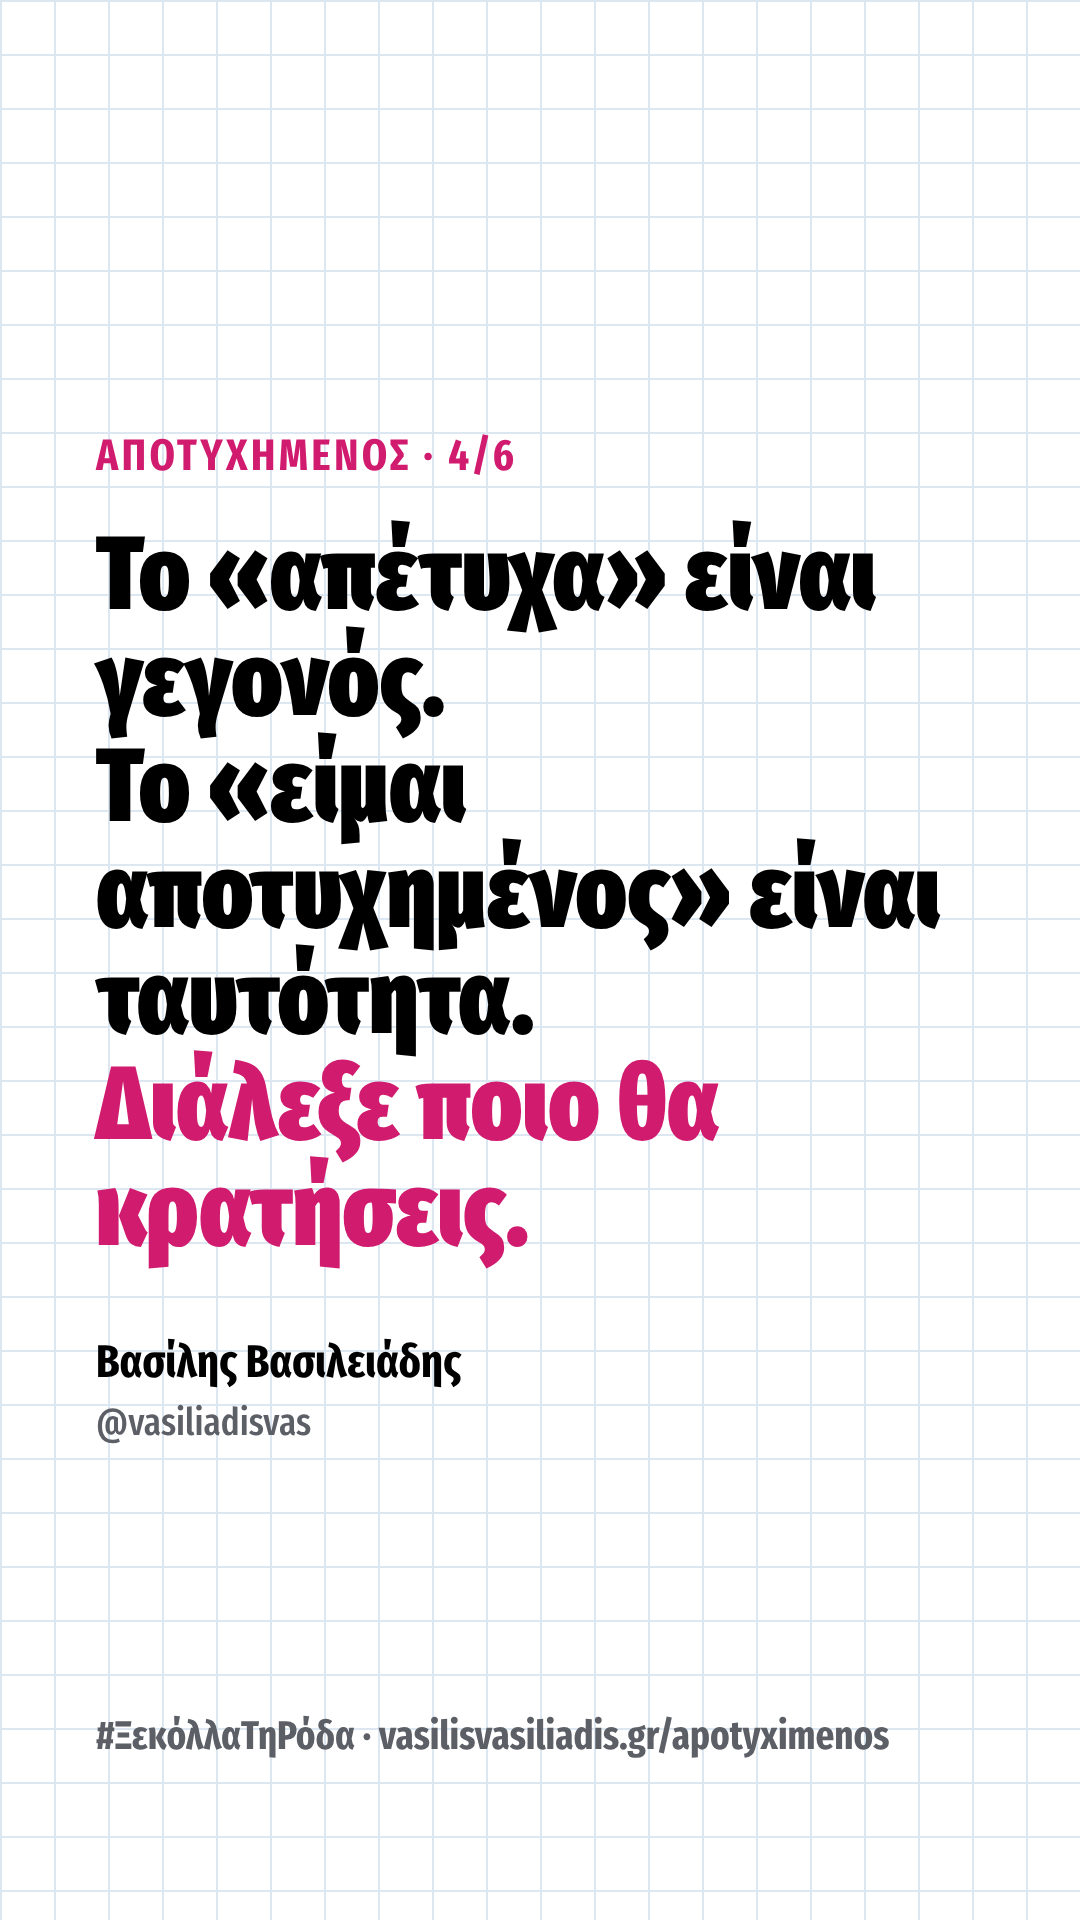 ΑΠΟΤΥΧΗΜΕΝΟΣ · 4/6
Το «απέτυχα» είναι
γεγονός.
Το «είμαι
αποτυχημένος» είναι
ταυτότητα.
Διάλεξε ποιο θα
κρατήσεις.
Βασίλης Βασιλειάδης
@vasiliadisvas
#ΞεκόλλαΤηΡόδα · vasilisvasiliadis.gr/apotyximenos